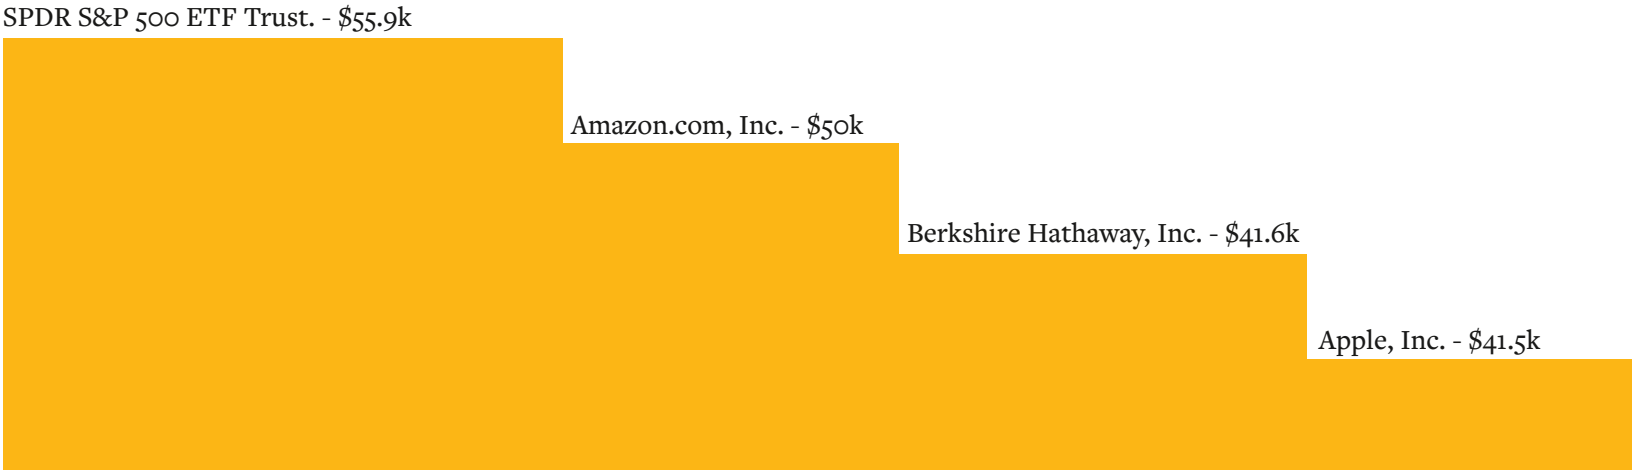 SPDR S&P 500 ETF Trust. - $55.9k
Amazon.com, Inc. - $50k
Berkshire Hathaway, Inc. - $41.6k
Apple, Inc. - $41.5k